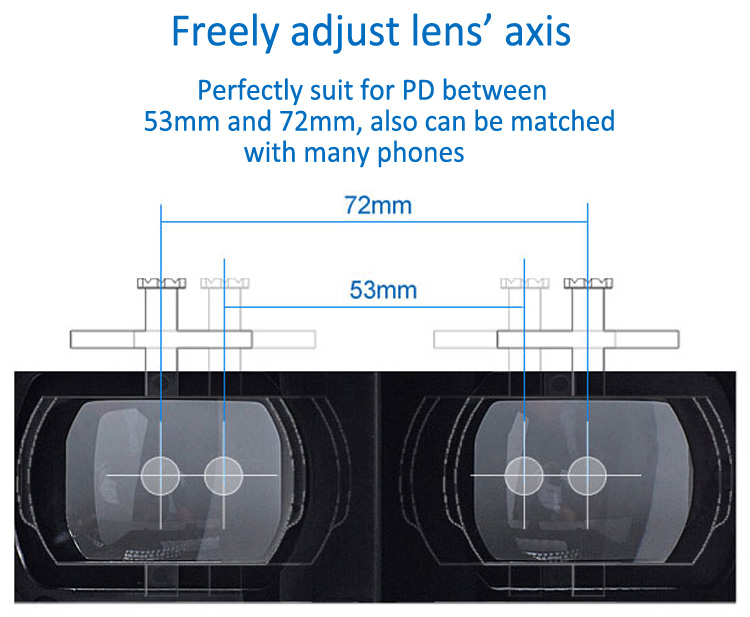 Freely adjust lens’ axis
Perfectly suit for PD between
53mm and 72mm, also can be matched
with many phones
72mm
53mm